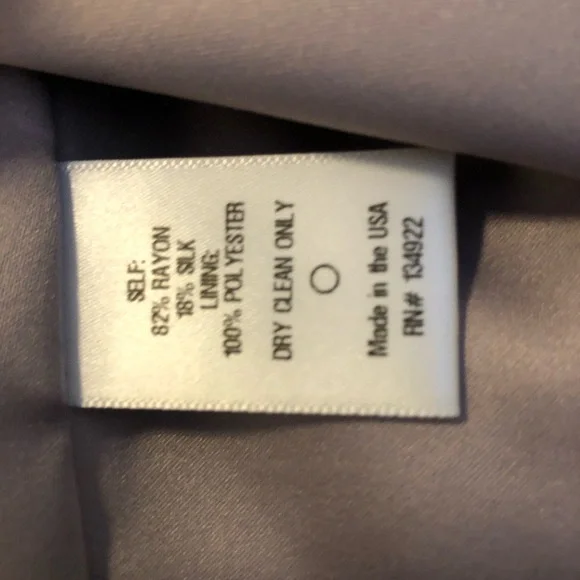 SELF:
82% RAYON
18% SILK
LINING:
100% POLYESTER
DRY CLEAN ONLY
Made in the USA
RN# 134922